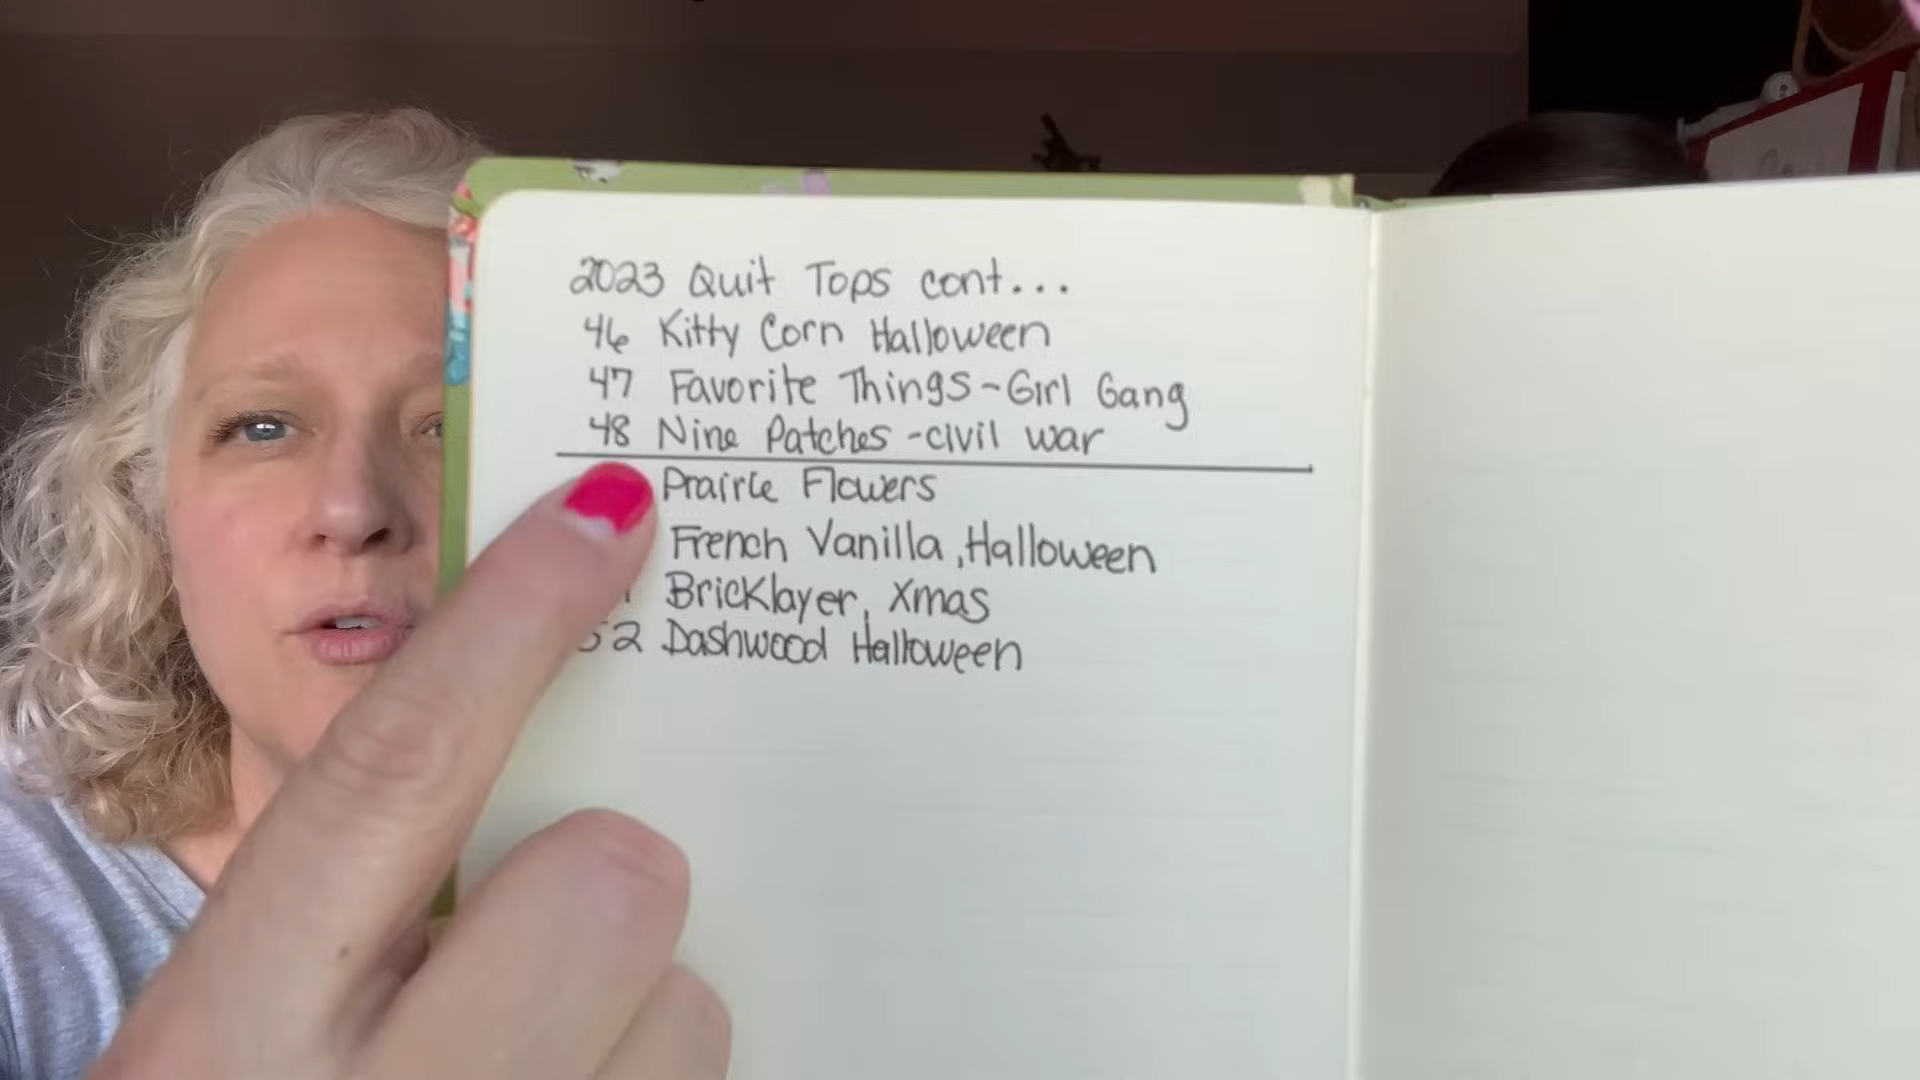 2023 Quit Tops cont...
46 Kitty Corn Halloween
47 Favorite Things-Girl Gang
48 Nine Patches-civil war
Prairie Flowers
French Vanilla, Halloween
Bricklayer, Xmas
52 Dashwood Halloween